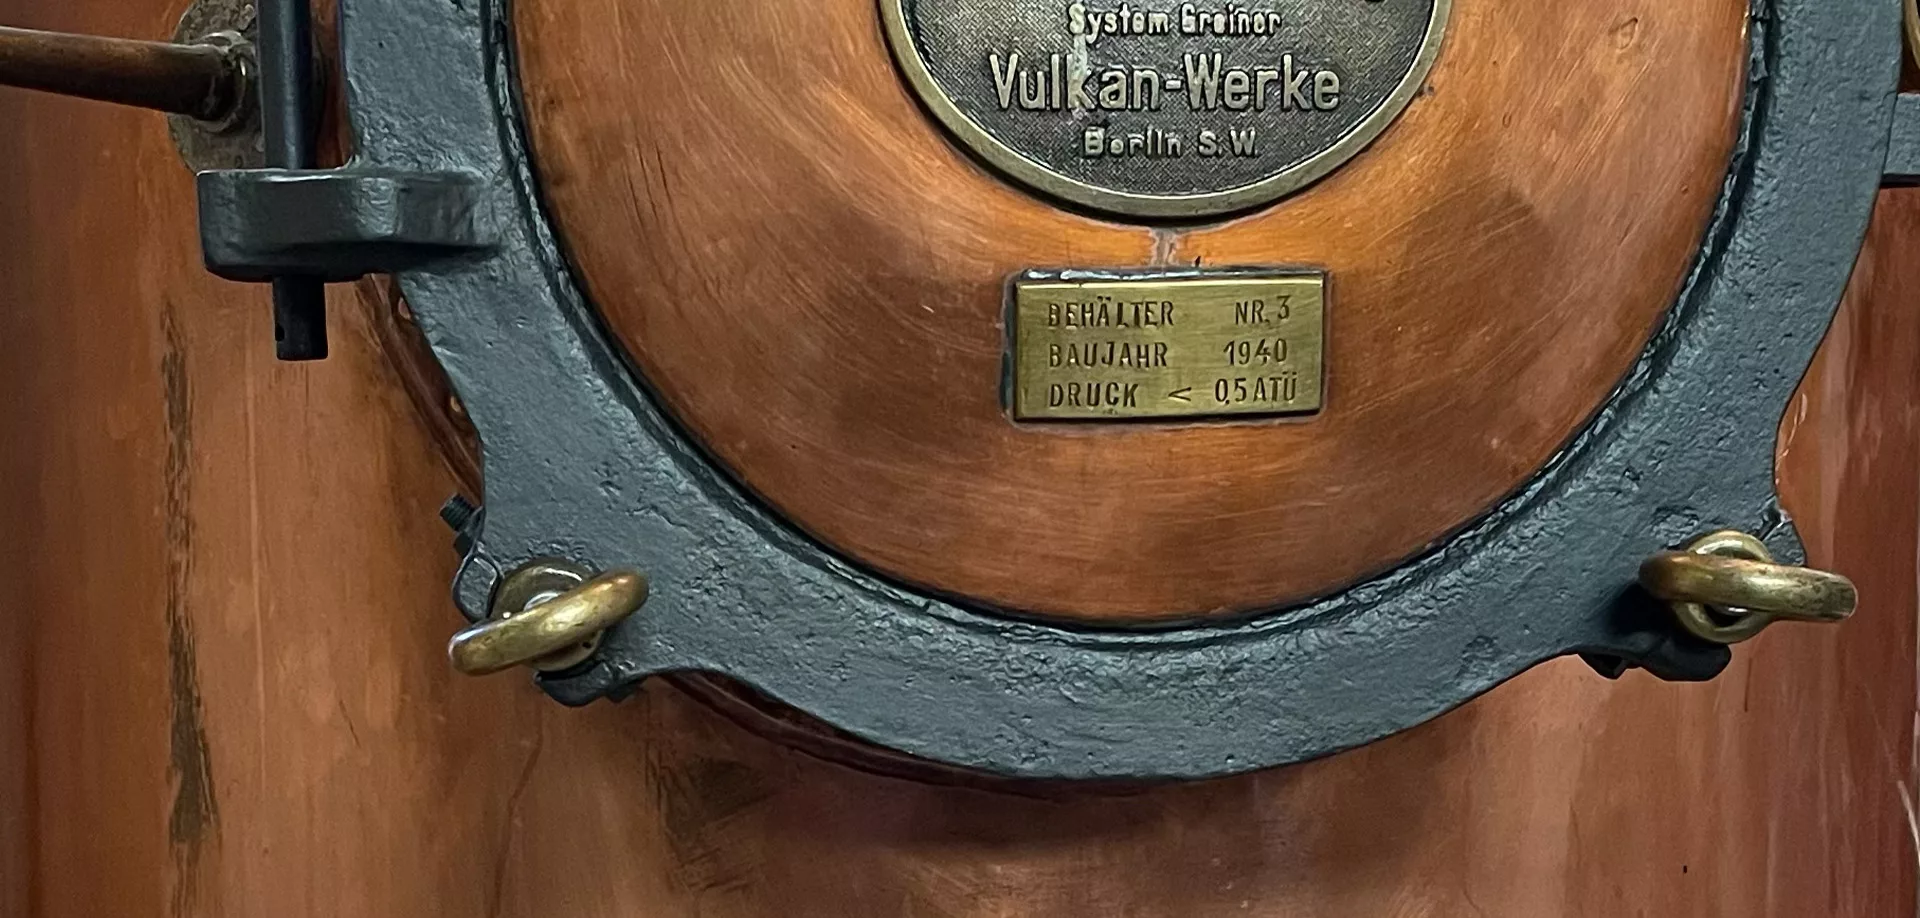 System Greiner
Vulkan-Werke
Berlin S.W.
BEHÄLTER NR. 3
BAUJAHR 1940
DRUCK < 0,5 ATÜ